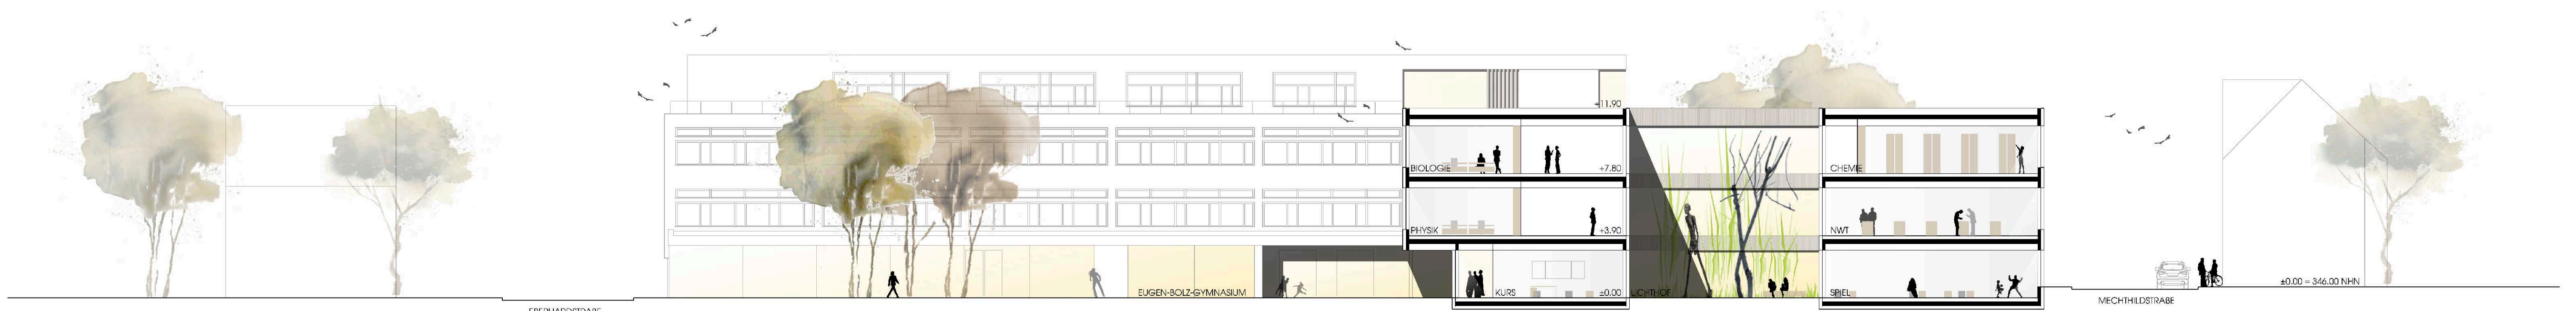 +11.90
BIOLOGIE
+7.80
CHEMIE
PHYSIK
+3.90
NWT
EUGEN-BOLZ-GYMNASIUM
KURS
±0.00
LICHTHOF
SPIEL
±0.00 = 346.00 NHN
MECHTHILDSTRAßE